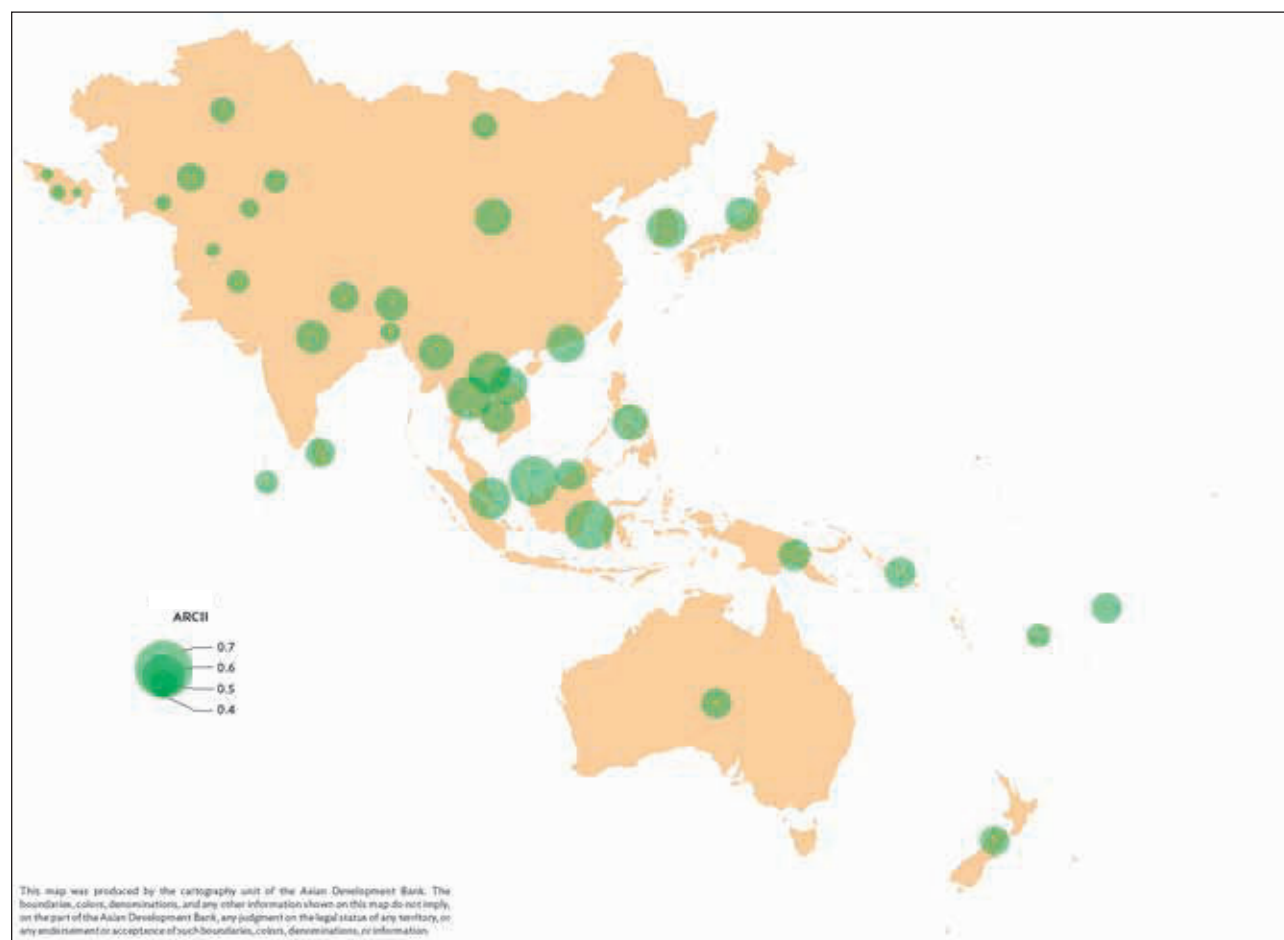 ARCII
0.7
0.6
0.5
0.4
This map was produced by the cartography unit of the Asian Development Bank. The
boundaries, colors, denominations, and any other information shown on this map do not imply,
on the part of the Asian Development Bank, any judgment on the legal status of any territory, or
any endorsement or acceptance of such boundaries, colors, denominations, or information.